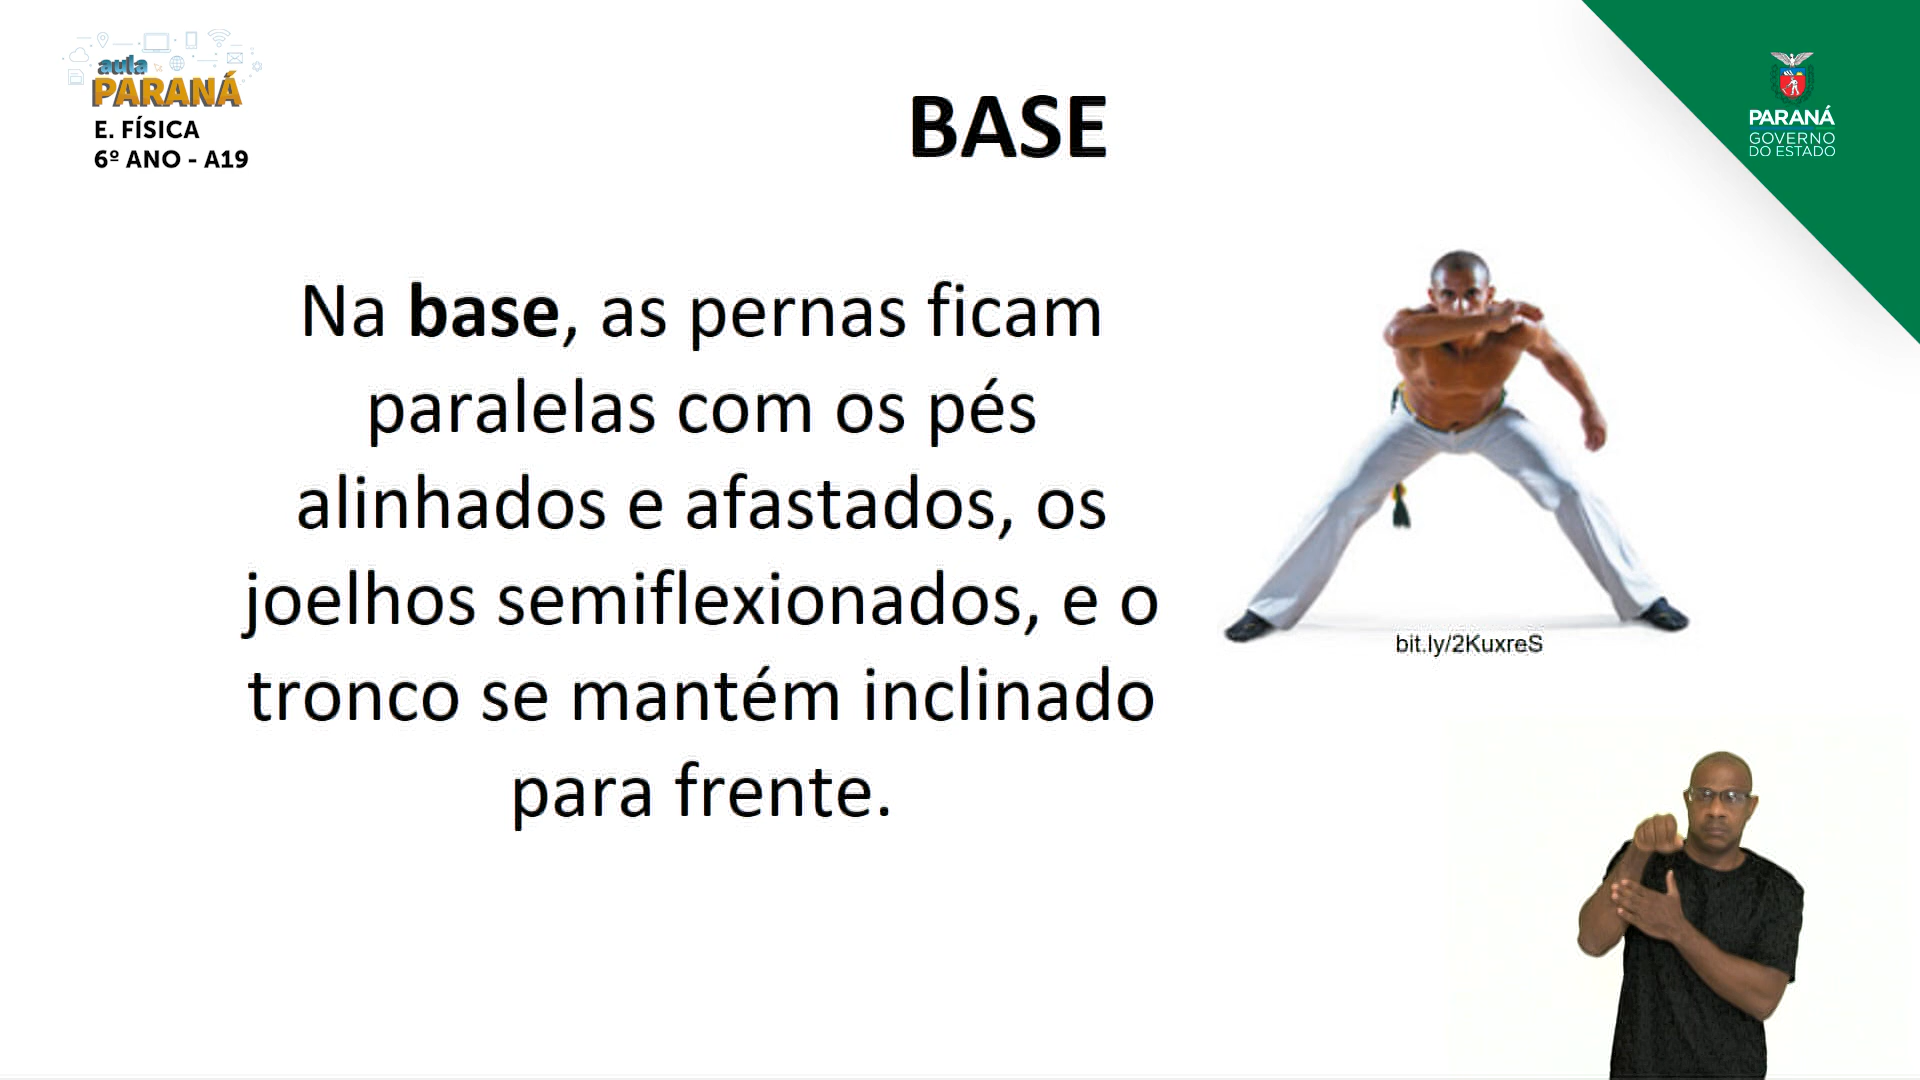 aula
PARANÁ
E. FÍSICA
6º ANO - A19
BASE
PARANÁ
GOVERNO
DO ESTADO
Na base, as pernas ficam
paralelas com os pés
alinhados e afastados, os
joelhos semiflexionados, e o
tronco se mantém inclinado
para frente.
bit.ly/2KuxreS